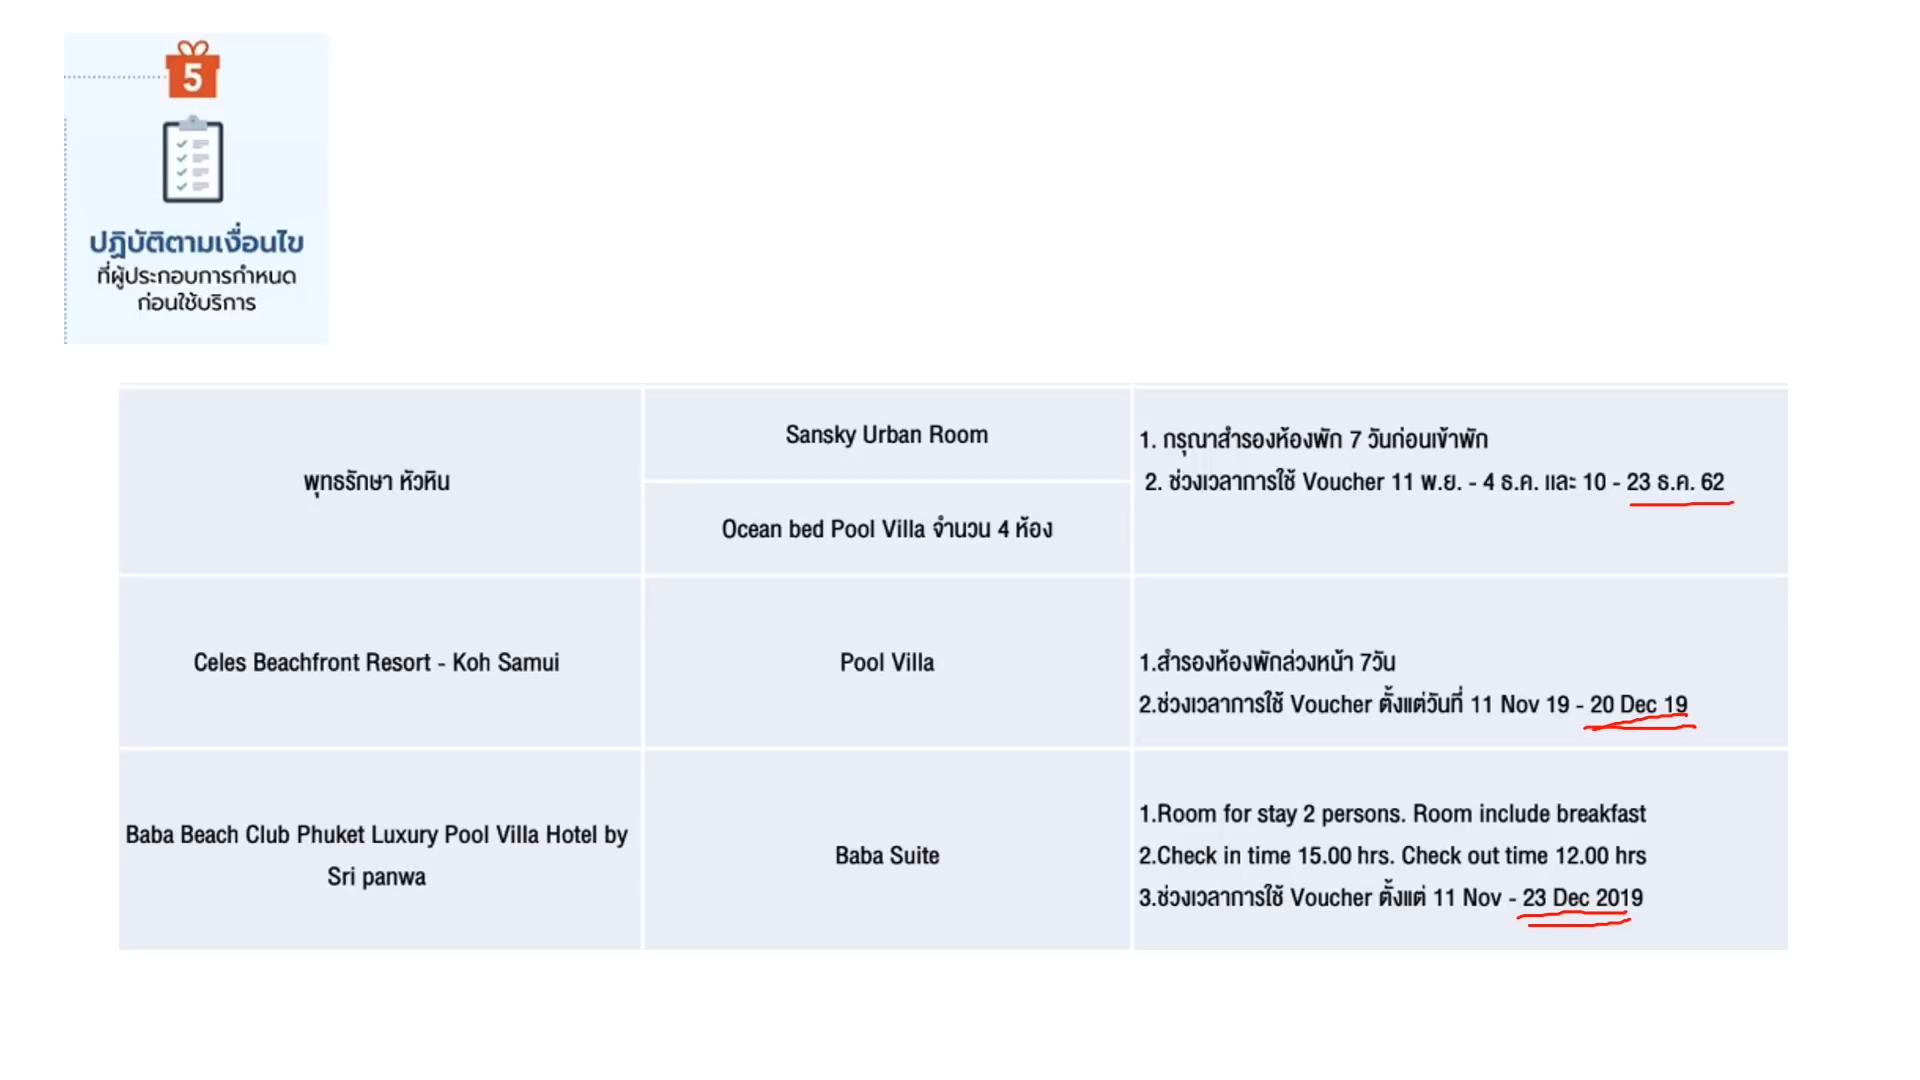 5
ปฏิบัติตามเงื่อนไข
ที่ผู้ประกอบการกำหนด
ก่อนใช้บริการ
พุทธรักษา หัวหิน
Sansky Urban Room
Ocean bed Pool Villa จำนวน 4 ห้อง
1. กรุณาสำรองห้องพัก 7 วันก่อนเข้าพัก
2. ช่วงเวลาการใช้ Voucher 11 พ.ย. - 4 ธ.ค. และ 10 - 23 ธ.ค. 62
Celes Beachfront Resort - Koh Samui
Pool Villa
1.สำรองห้องพักล่วงหน้า 7วัน
2.ช่วงเวลาการใช้ Voucher ตั้งแต่วันที่ 11 Nov 19 - 20 Dec 19
Baba Beach Club Phuket Luxury Pool Villa Hotel by
Sri panwa
Baba Suite
1.Room for stay 2 persons. Room include breakfast
2.Check in time 15.00 hrs. Check out time 12.00 hrs
3.ช่วงเวลาการใช้ Voucher ตั้งแต่ 11 Nov - 23 Dec 2019